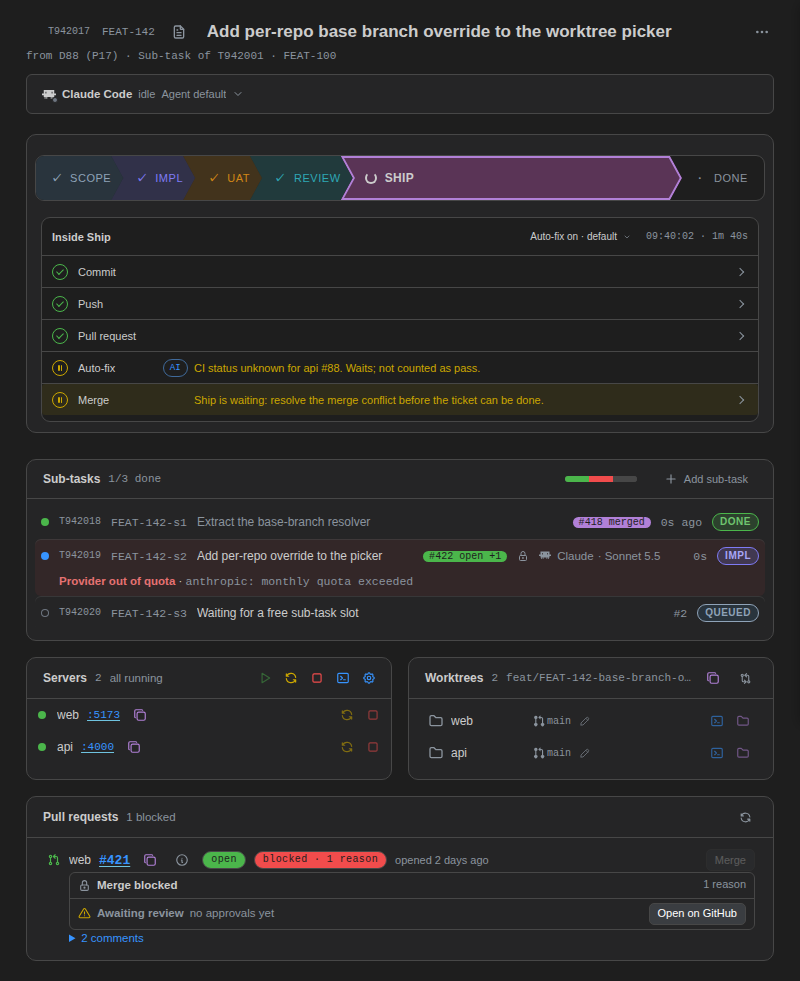 T942017 FEAT-142 Add per-repo base branch override to the worktree picker
from D88 (P17) · Sub-task of T942001 · FEAT-100
Claude Code idle Agent default
SCOPE IMPL UAT REVIEW SHIP DONE
Inside Ship Auto-fix on · default 09:40:02 · 1m 40s
Commit
Push
Pull request
Auto-fix AI CI status unknown for api #88. Waits; not counted as pass.
Merge Ship is waiting: resolve the merge conflict before the ticket can be done.
Sub-tasks 1/3 done Add sub-task
T942018 FEAT-142-s1 Extract the base-branch resolver #418 merged 0s ago DONE
T942019 FEAT-142-s2 Add per-repo override to the picker #422 open +1 Claude · Sonnet 5.5 0s IMPL
Provider out of quota · anthropic: monthly quota exceeded
T942020 FEAT-142-s3 Waiting for a free sub-task slot #2 QUEUED
Servers 2 all running
web :5173
api :4000
Worktrees 2 feat/FEAT-142-base-branch-o…
web main
api main
Pull requests 1 blocked
web #421 open blocked · 1 reason opened 2 days ago Merge
Merge blocked 1 reason
Awaiting review no approvals yet Open on GitHub
2 comments